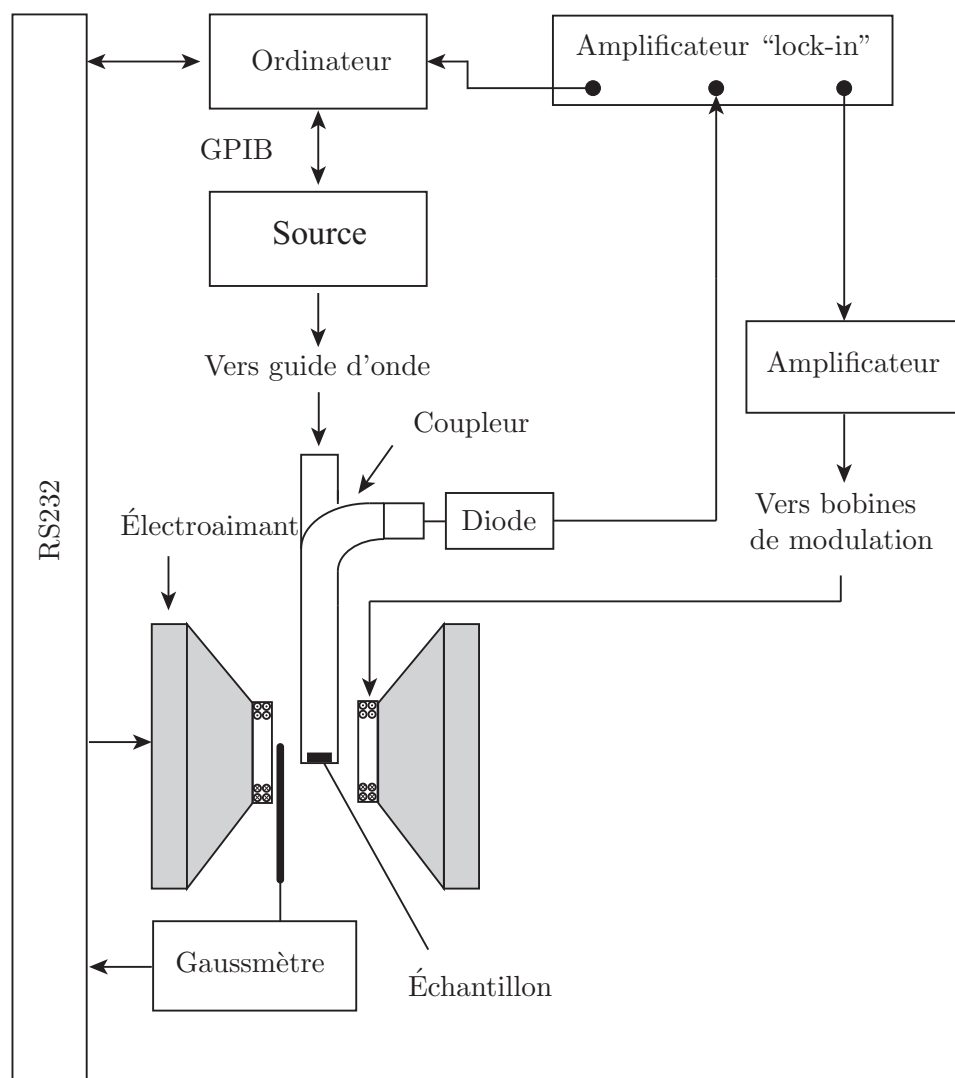 Ordinateur
Amplificateur “lock-in”
GPIB
Source
Vers guide d'onde
Amplificateur
Coupleur
RS232
Électroaimant
Diode
Vers bobines
de modulation
Gaussmètre
Échantillon